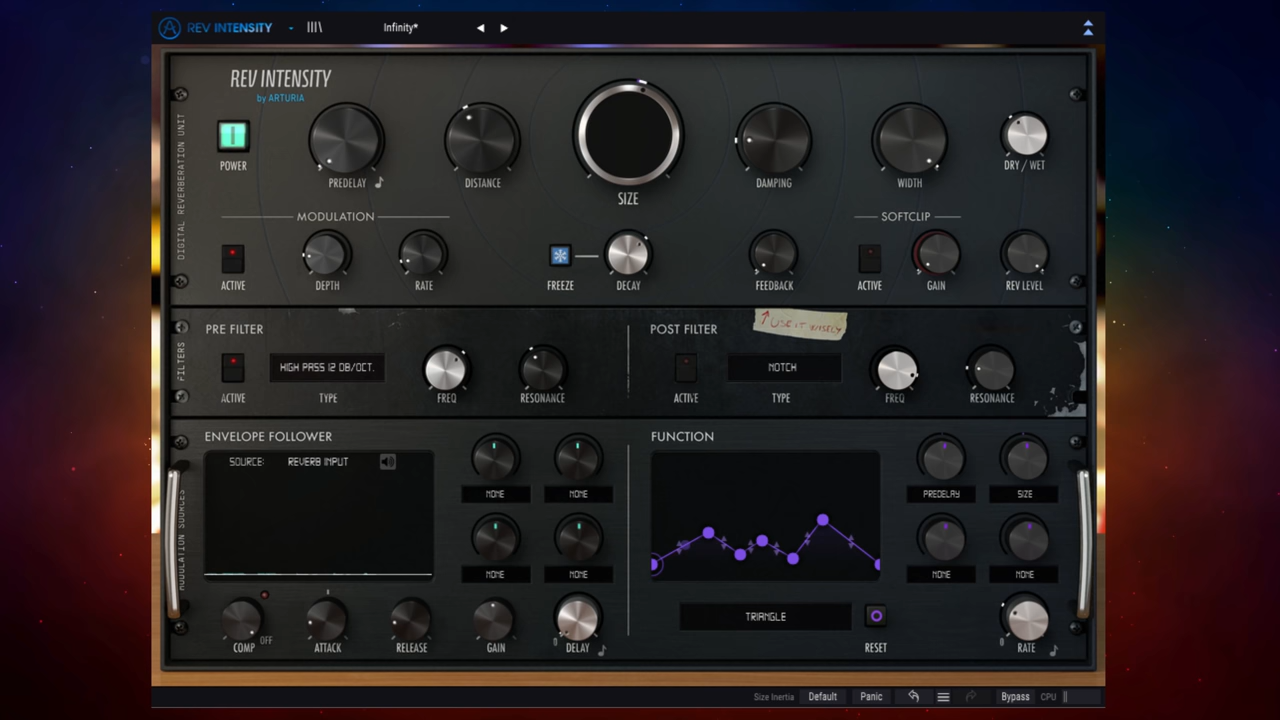 REV INTENSITY
Infinity*
REV INTENSITY
by ARTURIA
DIGITAL REVERBERATION UNIT
POWER
PREDELAY
DISTANCE
SIZE
DAMPING
WIDTH
DRY / WET
MODULATION
SOFTCLIP
ACTIVE
DEPTH
RATE
FREEZE
DECAY
FEEDBACK
ACTIVE
GAIN
REV LEVEL
FILTERS
PRE FILTER
POST FILTER
USE IT WISELY
HIGH PASS 12 DB/OCT.
NOTCH
ACTIVE
TYPE
FREQ
RESONANCE
ACTIVE
TYPE
FREQ
RESONANCE
MODULATION SOURCES
ENVELOPE FOLLOWER
FUNCTION
SOURCE: REVERB INPUT
NONE
NONE
PREDELAY
SIZE
NONE
NONE
NONE
NONE
TRIANGLE
OFF
0
0
COMP
ATTACK
RELEASE
GAIN
DELAY
RESET
RATE
Size Inertia
Default
Panic
Bypass
CPU